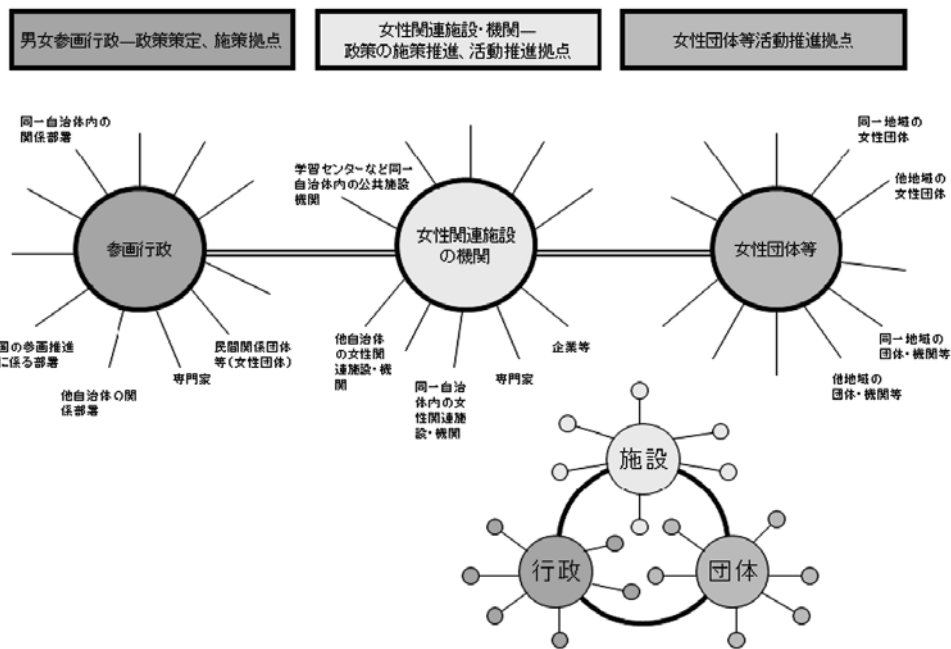 男女参画行政―政策策定、施策拠点
女性関連施設・機関―
政策の施策推進、活動推進拠点
女性団体等活動推進拠点
同一自治体内の
関係部署
参画行政
国の参画推進
に係る部署
他自治体の関
係部署
専門家
民間関係団体
等(女性団体)
学習センターなど同一
自治体内の公共施設
機関
女性関連施設
の機関
他自治体
の女性関
連施設・機
関
同一自治
体内の女
性関連施
設・機関
専門家
企業等
同一地域の
女性団体
他地域の
女性団体
女性団体等
同一地域の
団体・機関等
他地域の
団体・機関等
施設
行政
団体